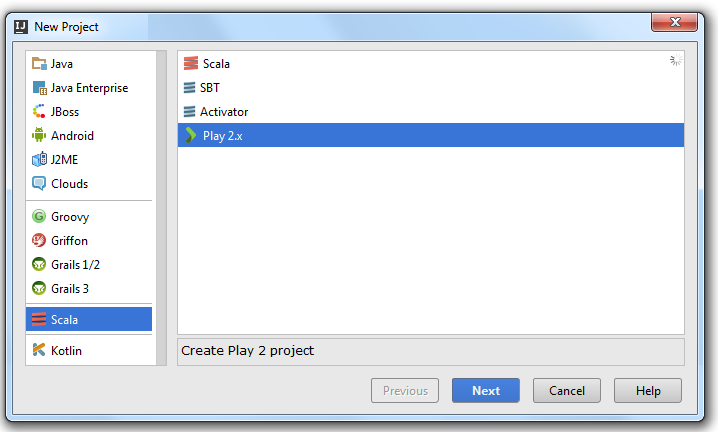 New Project
Java
Java Enterprise
JBoss
Android
J2ME
Clouds
Groovy
Griffon
Grails 1/2
Grails 3
Scala
Kotlin
Scala
SBT
Activator
Play 2.x
Create Play 2 project
Previous
Next
Cancel
Help